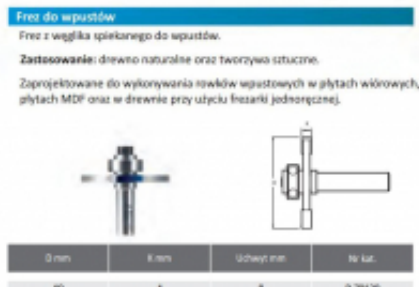 Frez do wpustów
Frez z węglika spiekanego do wpustów.
Zastosowanie: drewno naturalne oraz tworzywa sztuczne.
Zaprojektowane do wykonywania rowków wpustowych w płytach wiórowych,
płytach MDF oraz w drewnie przy użyciu frezarki jednoręcznej.
D mm K mm Uchwyt mm Nr kat.